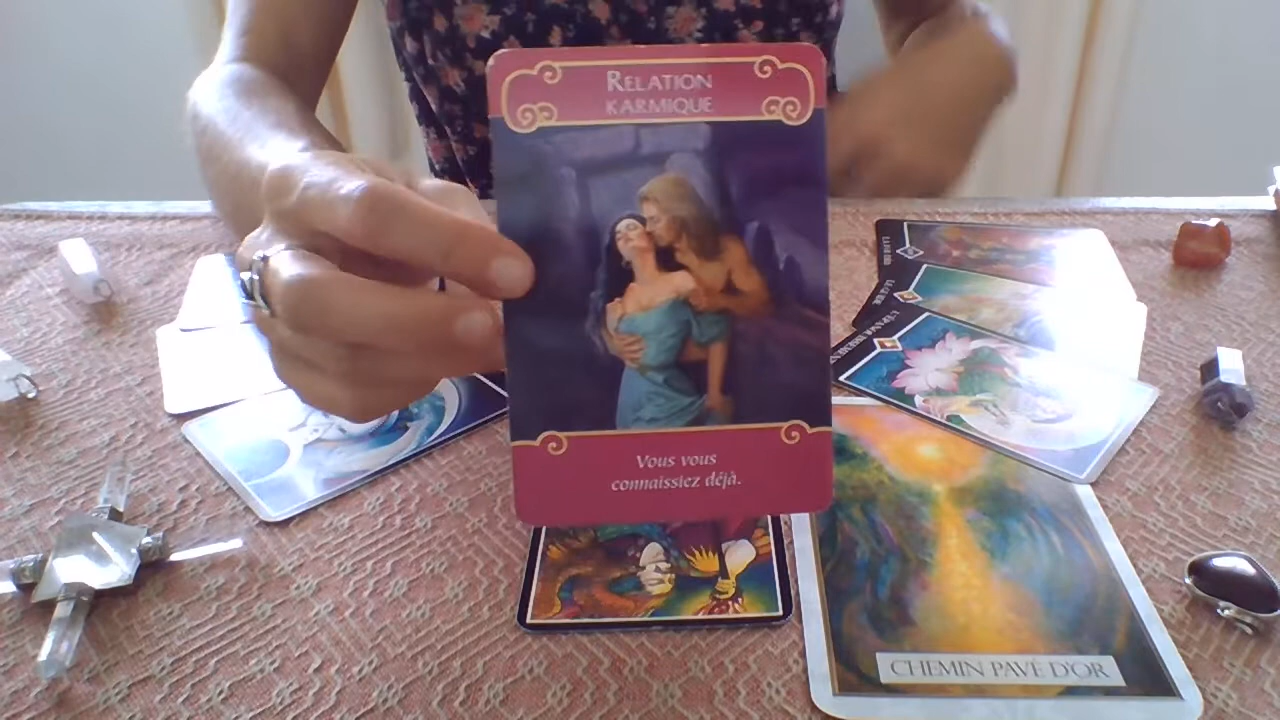 RELATION
KARMIQUE
Vous vous
connaissiez déjà.
CHEMIN PAVÉ D'OR